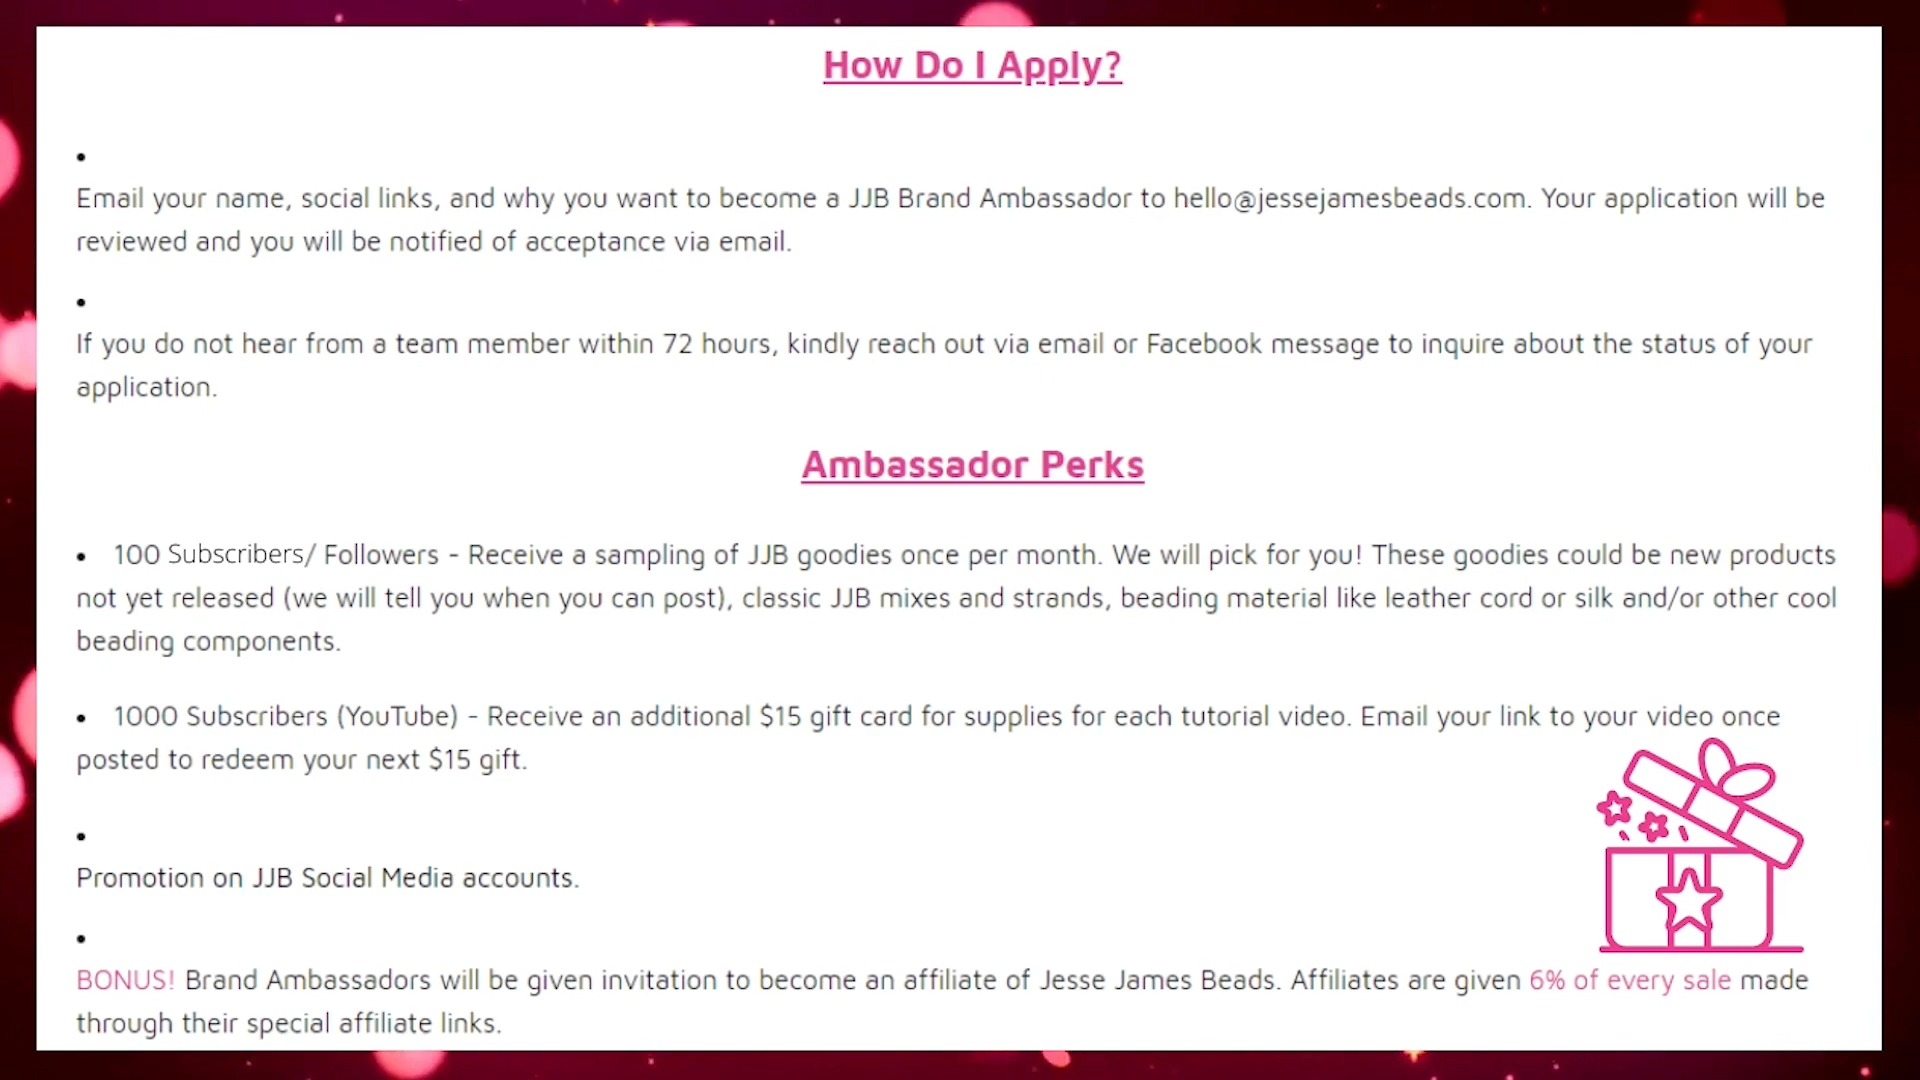 How Do I Apply?
•
Email your name, social links, and why you want to become a JJB Brand Ambassador to hello@jessejamesbeads.com. Your application will be
reviewed and you will be notified of acceptance via email.
•
If you do not hear from a team member within 72 hours, kindly reach out via email or Facebook message to inquire about the status of your
application.
Ambassador Perks
• 100 Subscribers/ Followers - Receive a sampling of JJB goodies once per month. We will pick for you! These goodies could be new products
not yet released (we will tell you when you can post), classic JJB mixes and strands, beading material like leather cord or silk and/or other cool
beading components.
• 1000 Subscribers (YouTube) - Receive an additional $15 gift card for supplies for each tutorial video. Email your link to your video once
posted to redeem your next $15 gift.
•
Promotion on JJB Social Media accounts.
•
BONUS! Brand Ambassadors will be given invitation to become an affiliate of Jesse James Beads. Affiliates are given 6% of every sale made
through their special affiliate links.